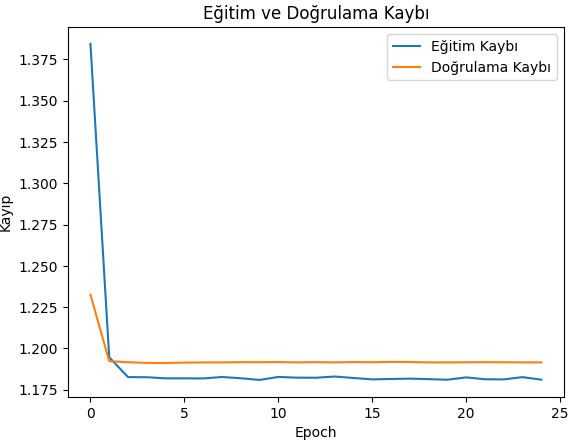 Eğitim ve Doğrulama Kaybı
Eğitim Kaybı
Doğrulama Kaybı
Kayıp
1.375
1.350
1.325
1.300
1.275
1.250
1.225
1.200
1.175
0 5 10 15 20 25
Epoch